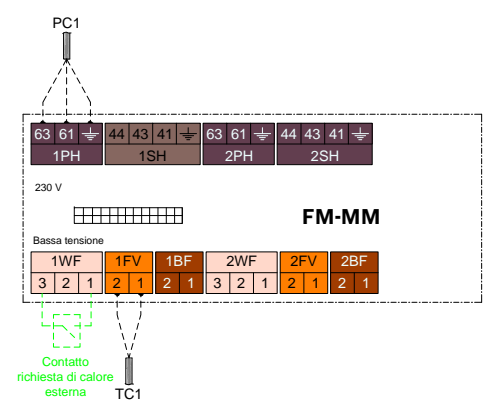 PC1
63 61 44 43 41 63 61 44 43 41
1PH 1SH 2PH 2SH
230 V
FM-MM
Bassa tensione
1WF 1FV 1BF 2WF 2FV 2BF
3 2 1 2 1 2 1 3 2 1 2 1 2 1
Contatto
richiesta di calore
esterna
TC1